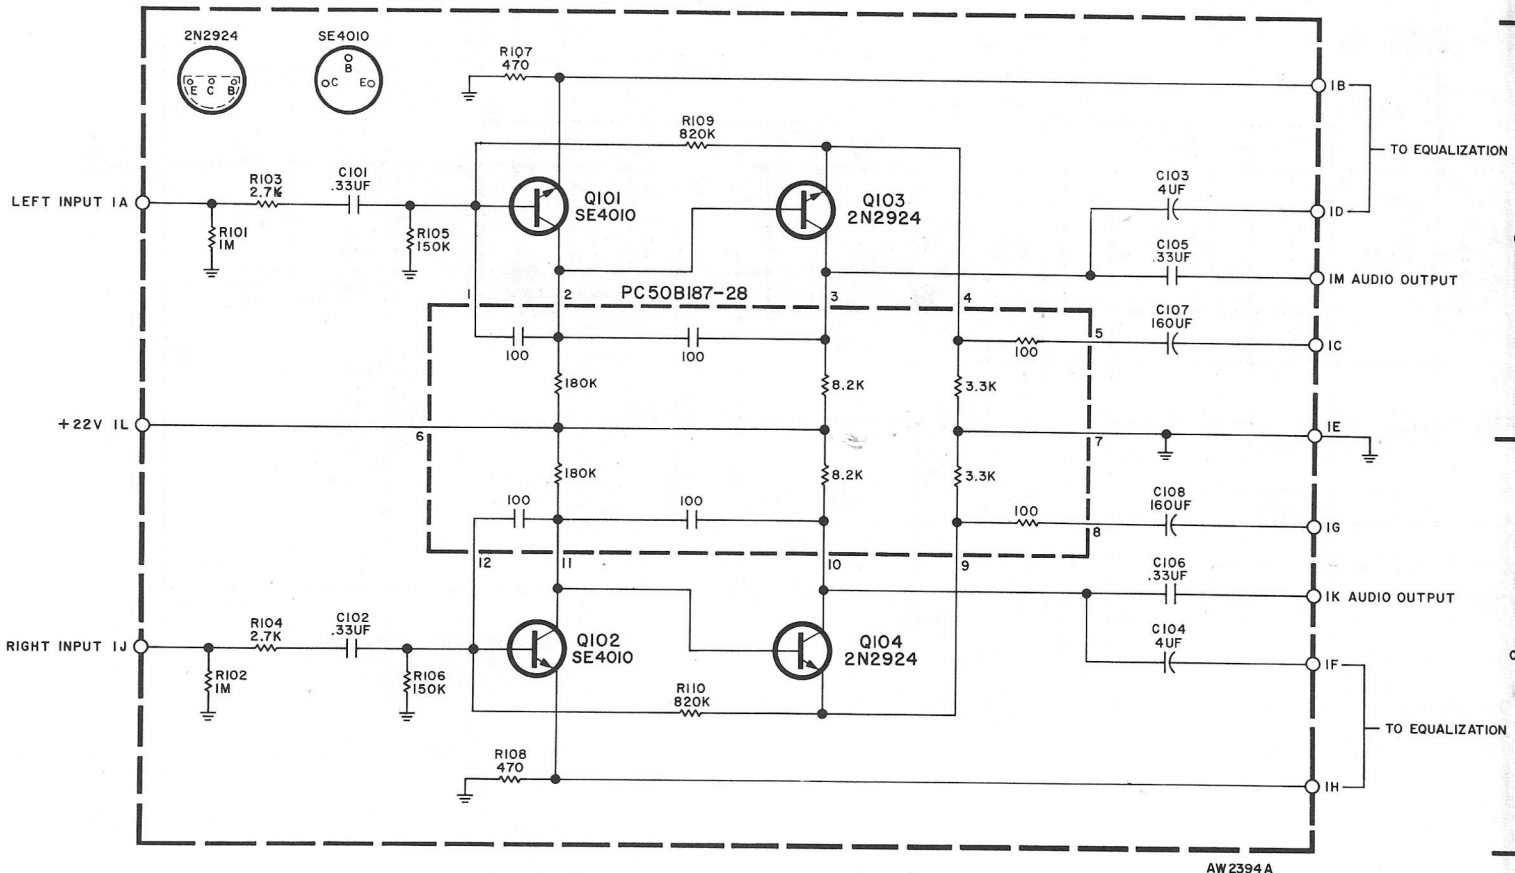 2N2924
SE4010
E C B
B
C E
R107
470
1B
R109
820K
TO EQUALIZATION
LEFT INPUT 1A
R103
2.7K
C101
.33UF
Q101
SE4010
Q103
2N2924
C103
4UF
1D
R101
1M
R105
150K
C105
.33UF
1M AUDIO OUTPUT
1
2
PC50B187-28
3
4
C107
160UF
5
1C
100
100
100
180K
8.2K
3.3K
+22V 1L
6
7
1E
180K
8.2K
3.3K
100
100
100
C108
160UF
8
1G
12
11
10
9
C106
.33UF
1K AUDIO OUTPUT
RIGHT INPUT 1J
R104
2.7K
C102
.33UF
Q102
SE4010
Q104
2N2924
C104
4UF
1F
R102
1M
R106
150K
R110
820K
TO EQUALIZATION
R108
470
1H
AW2394A